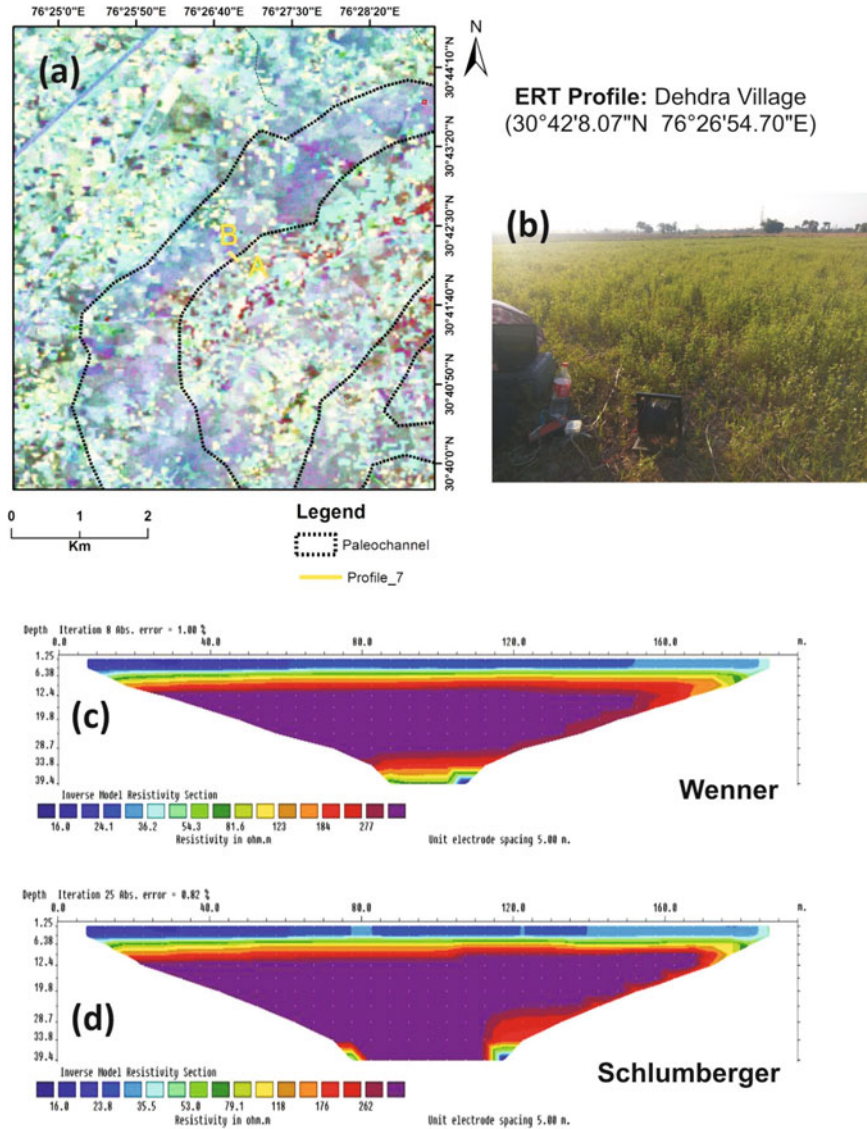 76°25'0"E 76°25'50"E 76°26'40"E 76°27'30"E 76°28'20"E
(a)
B
A
N
30°44'10"N
30°43'20"N
30°42'30"N
30°41'40"N
30°40'50"N
30°40'0"N
0 1 2
Km
ERT Profile: Dehdra Village
(30°42'8.07"N 76°26'54.70"E)
(b)
Legend
Paleochannel
Profile_7
Depth Iteration 8 Abs. error = 1.00 %
0.0 40.0 80.0 120.0 160.0 m.
1.25
6.38
12.4
19.8
28.7
33.8
39.4
(c)
Wenner
Inverse Model Resistivity Section
16.0 24.1 36.2 54.3 81.6 123 184 277
Resistivity in ohm.m Unit electrode spacing 5.00 m.
Depth Iteration 25 Abs. error = 0.82 %
0.0 40.0 80.0 120.0 160.0 m.
1.25
6.38
12.4
19.8
28.7
33.8
39.4
(d)
Schlumberger
Inverse Model Resistivity Section
16.0 23.8 35.5 53.0 79.1 118 176 262
Resistivity in ohm.m Unit electrode spacing 5.00 m.